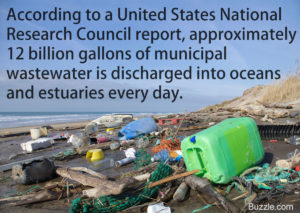 According to a United States National
Research Council report, approximately
12 billion gallons of municipal
wastewater is discharged into oceans
and estuaries every day.
Buzzle.com